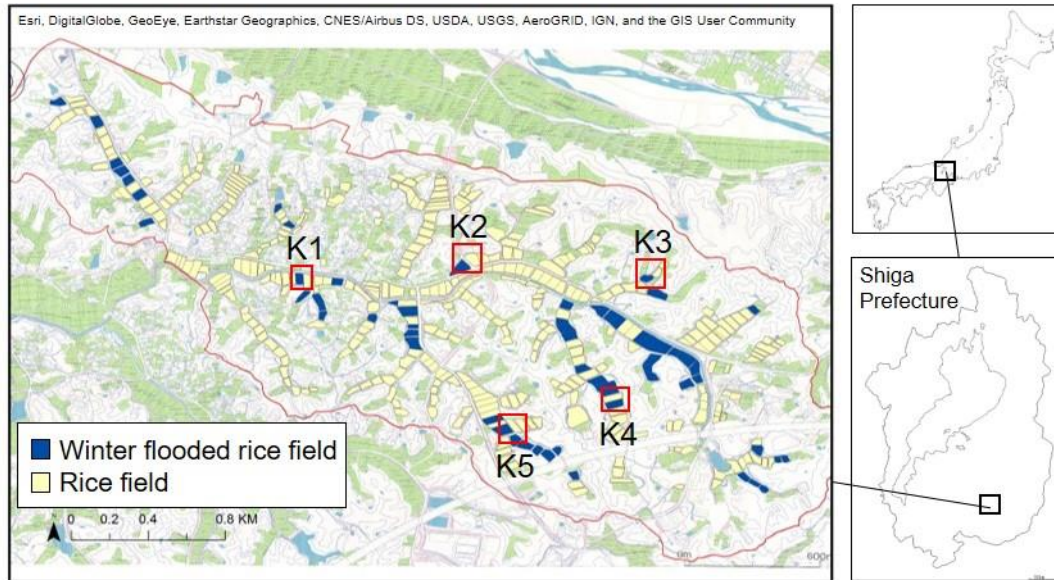 Esri, DigitalGlobe, GeoEye, Earthstar Geographics, CNES/Airbus DS, USDA, USGS, AeroGRID, IGN, and the GIS User Community
K1
K2
K3
K4
K5
Winter flooded rice field
Rice field
0 0.2 0.4 0.8 KM
0m
600m
Shiga
Prefecture